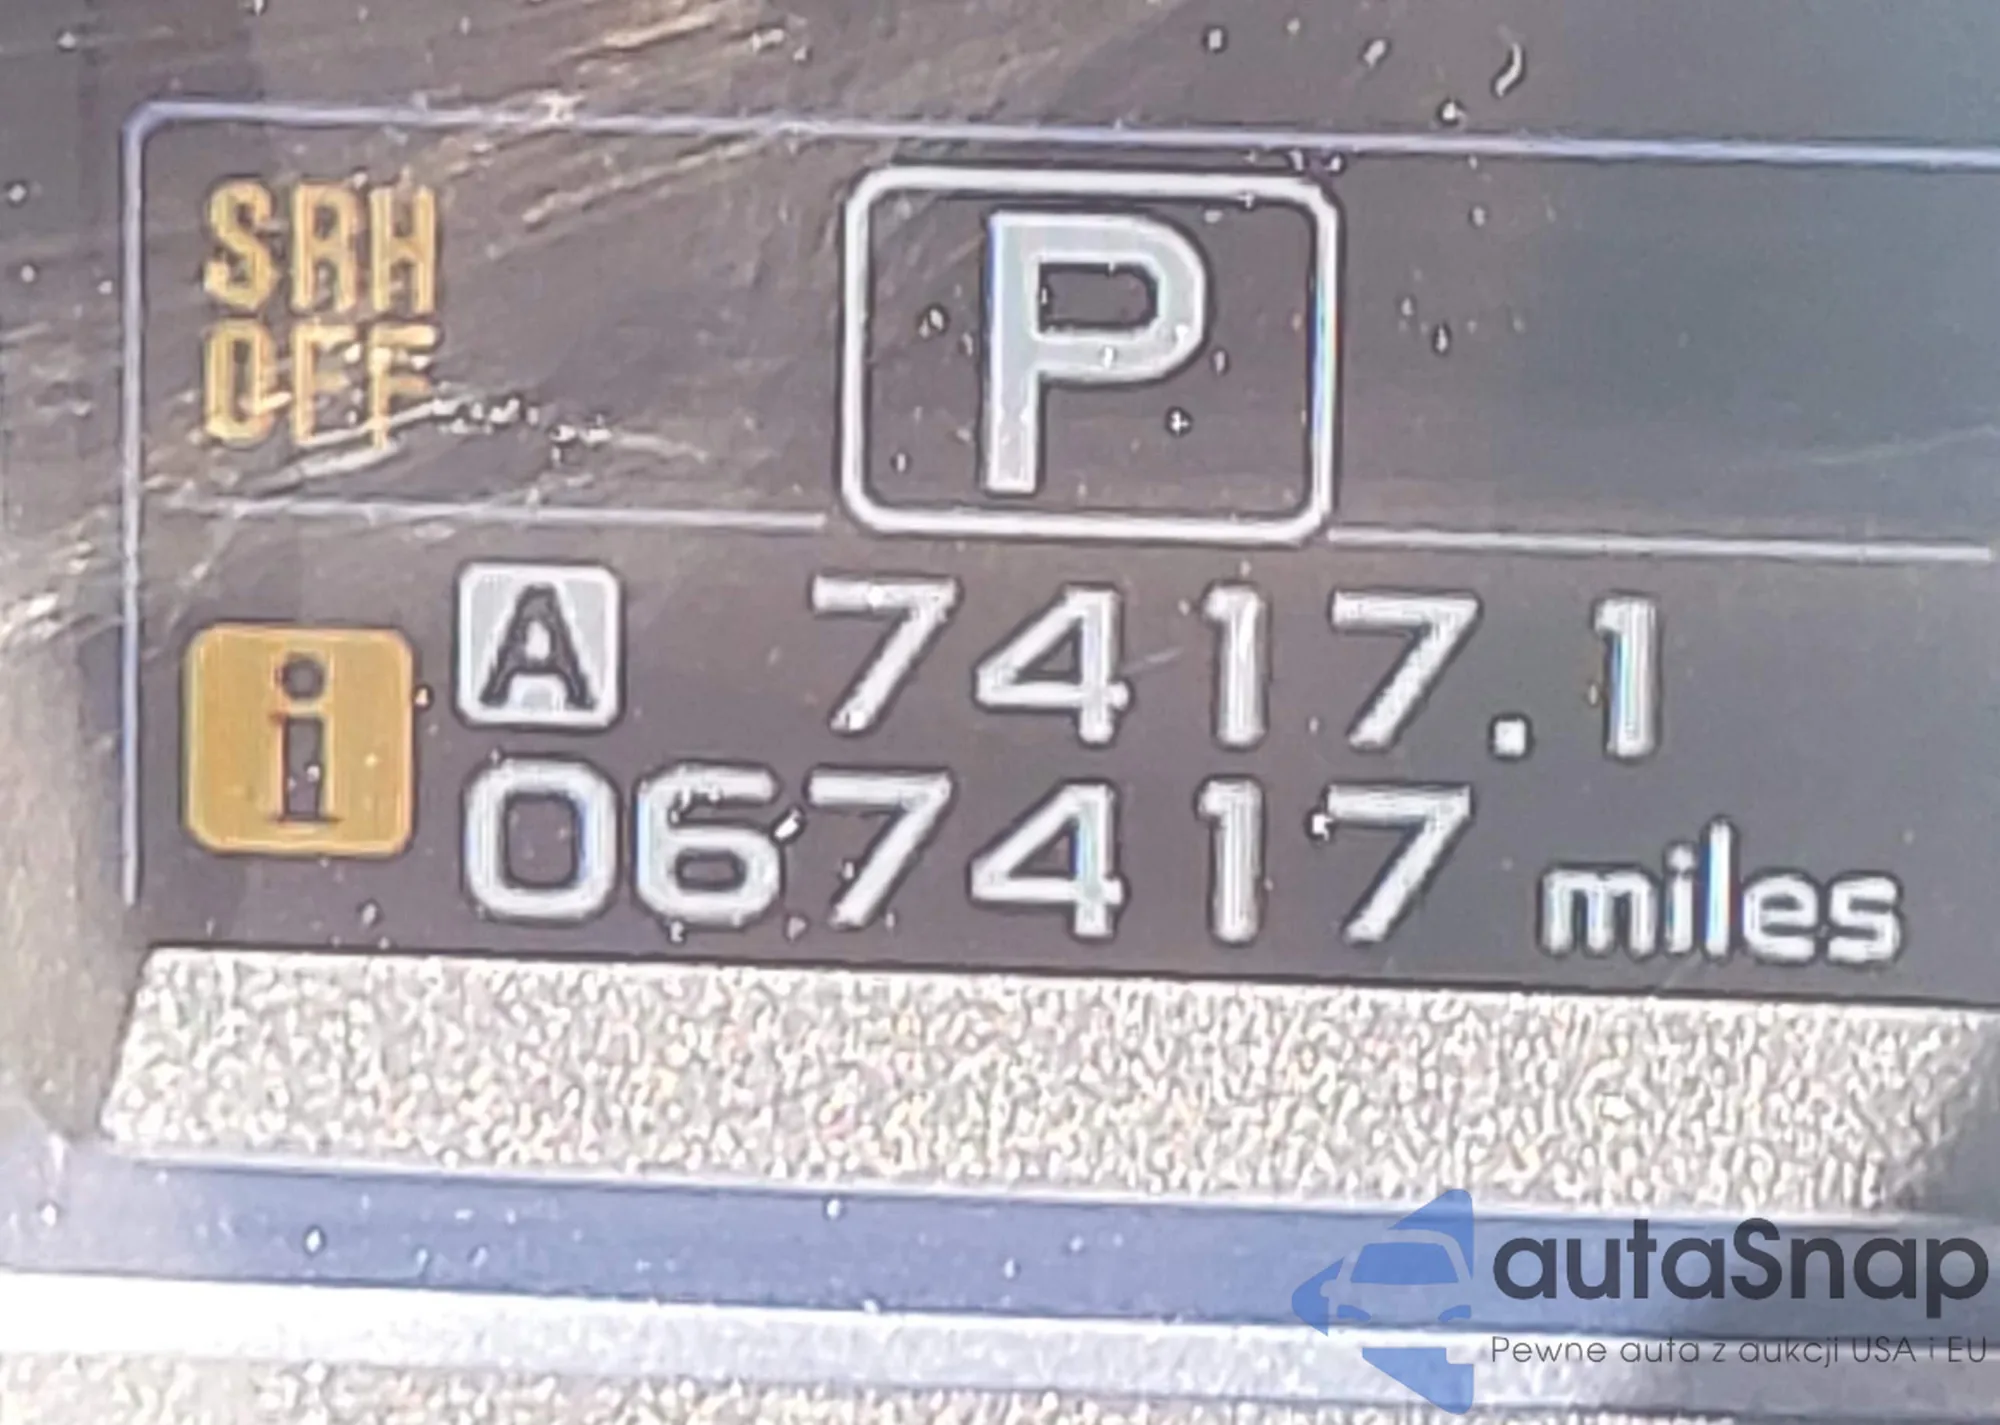 SRH
OFF
P
A 7417.1
i
067417 miles
autaSnap
Pewne auta z aukcji USA i EU